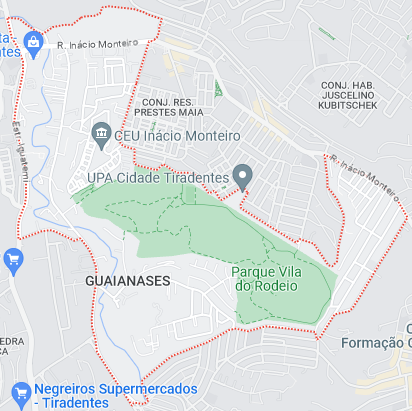 ta-
ntes
R. Inácio Monteiro
CONJ. RES.
PRESTES MAIA
CONJ. HAB.
JUSCELINO
KUBITSCHEK
CEU Inácio Monteiro
Estr. Iguatemi
R. Inácio Monteiro
UPA Cidade Tiradentes
Parque Vila
do Rodeio
GUAIANASES
EDRA
CA
Formação C
Negreiros Supermercados
- Tiradentes